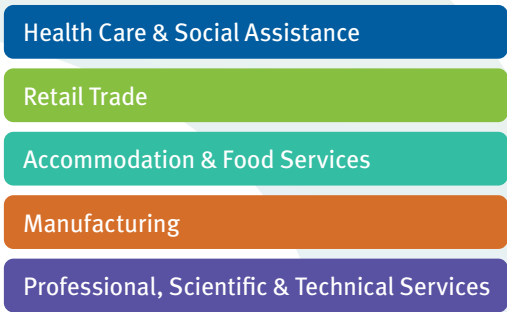 Health Care & Social Assistance
Retail Trade
Accommodation & Food Services
Manufacturing
Professional, Scientific & Technical Services